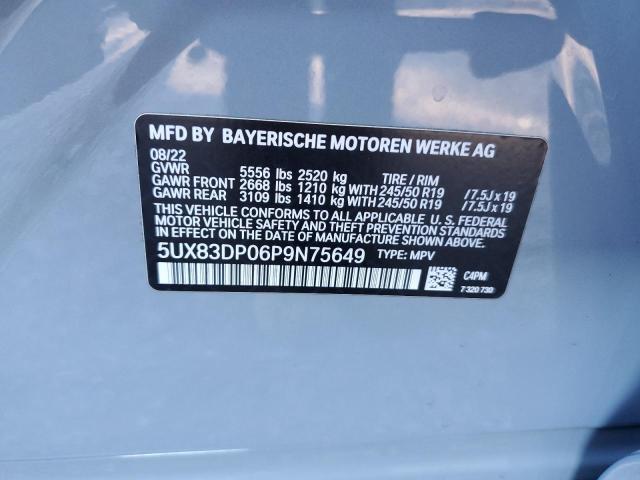 MFD BY BAYERISCHE MOTOREN WERKE AG
08/22
GVWR 5556 lbs 2520 kg TIRE / RIM
GAWR FRONT 2668 lbs 1210 kg WITH 245/50 R19 /7.5J x 19
GAWR REAR 3109 lbs 1410 kg WITH 245/50 R19 /7.5J x 19
THIS VEHICLE CONFORMS TO ALL APPLICABLE U. S. FEDERAL
MOTOR VEHICLE SAFETY AND THEFT PREVENTION STANDARDS
IN EFFECT ON THE DATE OF MANUFACTURE SHOWN ABOVE.
5UX83DP06P9N75649 TYPE: MPV
C4PM
7 320 730